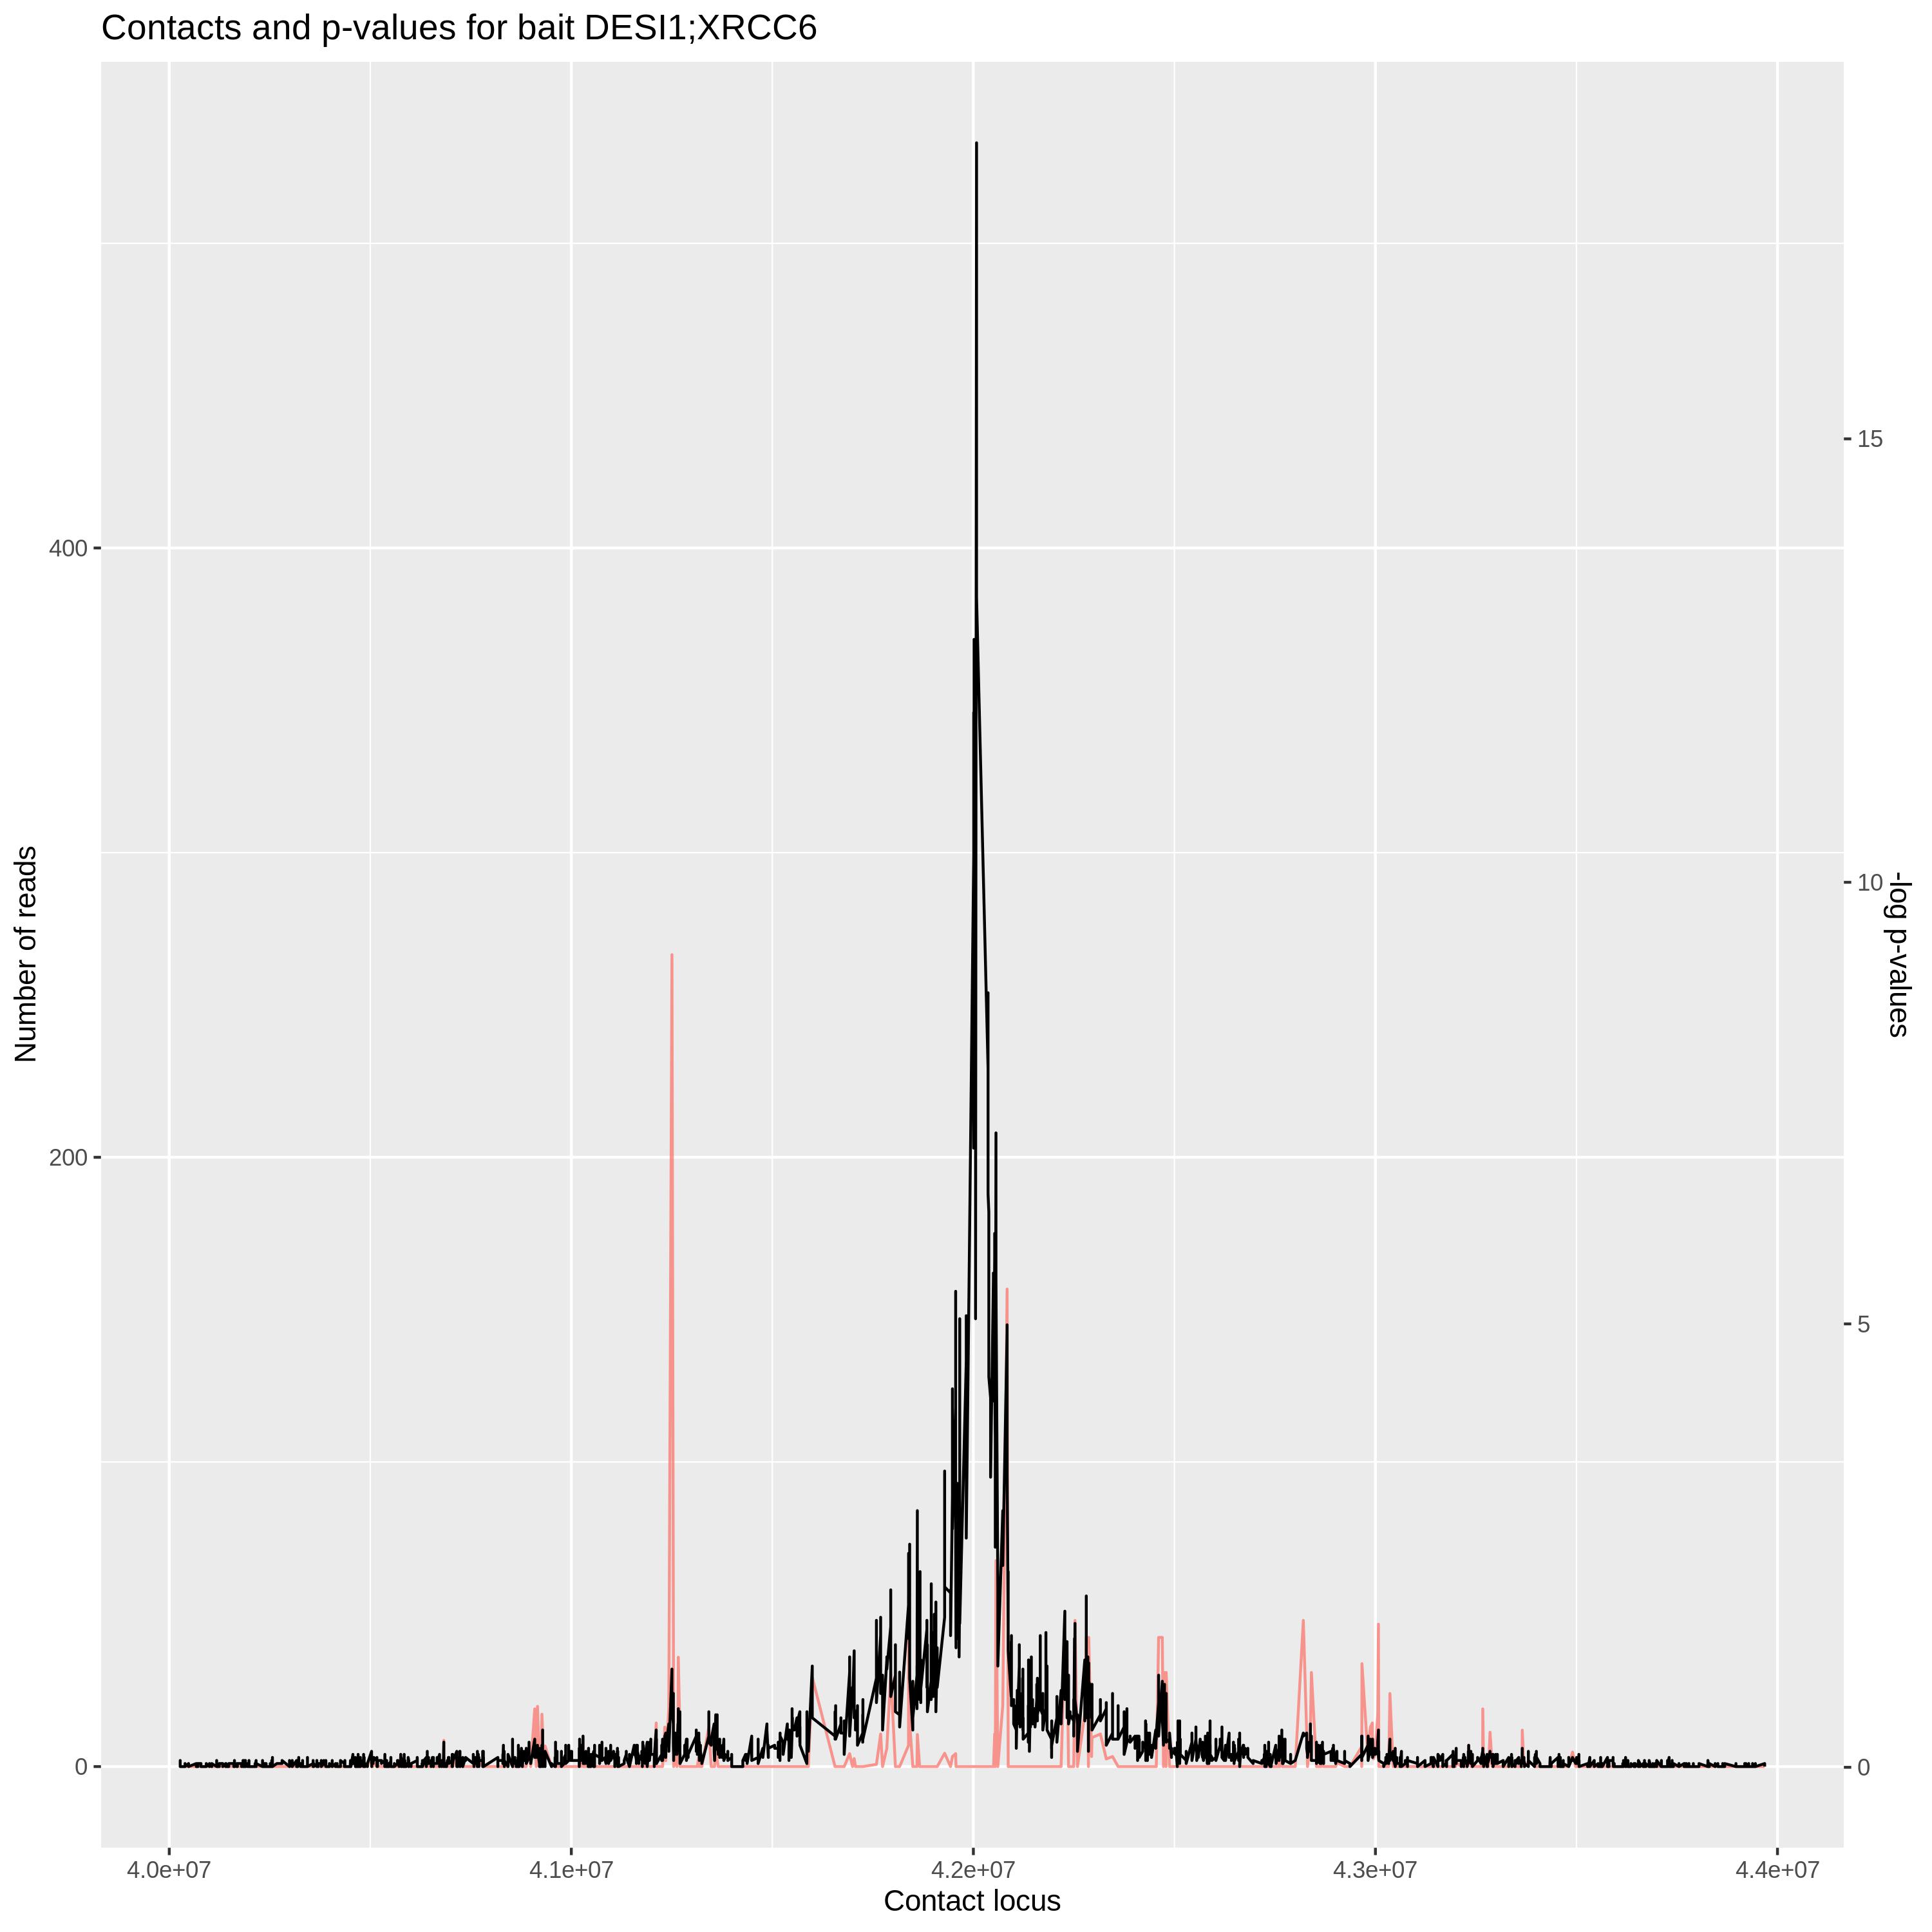 Contacts and p-values for bait DESI1;XRCC6
Number of reads
400
200
0
15
10
5
0
-log p-values
4.0e+07 4.1e+07 4.2e+07 4.3e+07 4.4e+07
Contact locus